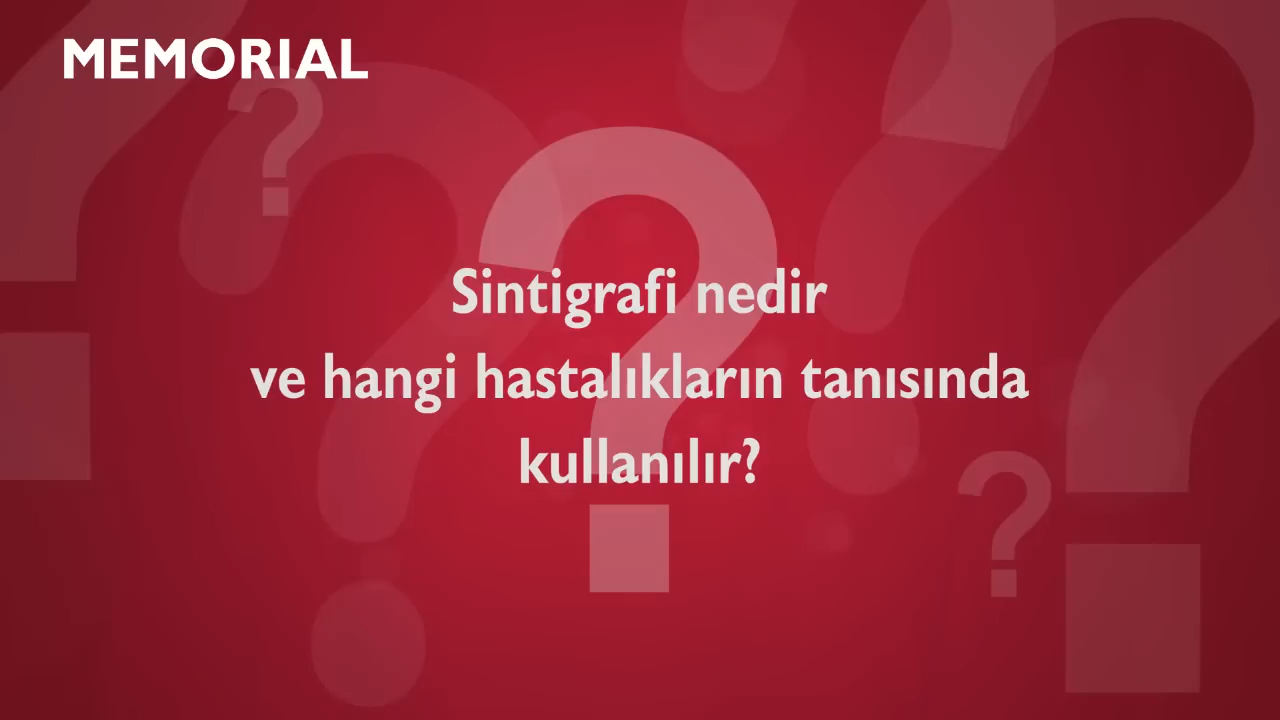 MEMORIAL
Sintigrafi nedir
ve hangi hastalıkların tanısında
kullanılır?